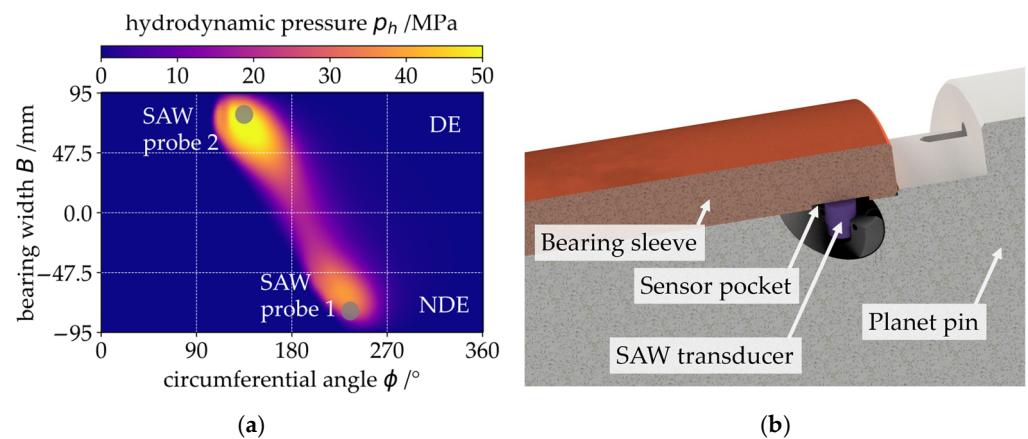 hydrodynamic pressure p_h /MPa
0 10 20 30 40 50
bearing width B /mm
95
47.5
0.0
−47.5
−95
SAW
probe 2
DE
SAW
probe 1
NDE
0 90 180 270 360
circumferential angle ϕ /°
(a)
Bearing sleeve
Sensor pocket
SAW transducer
Planet pin
(b)